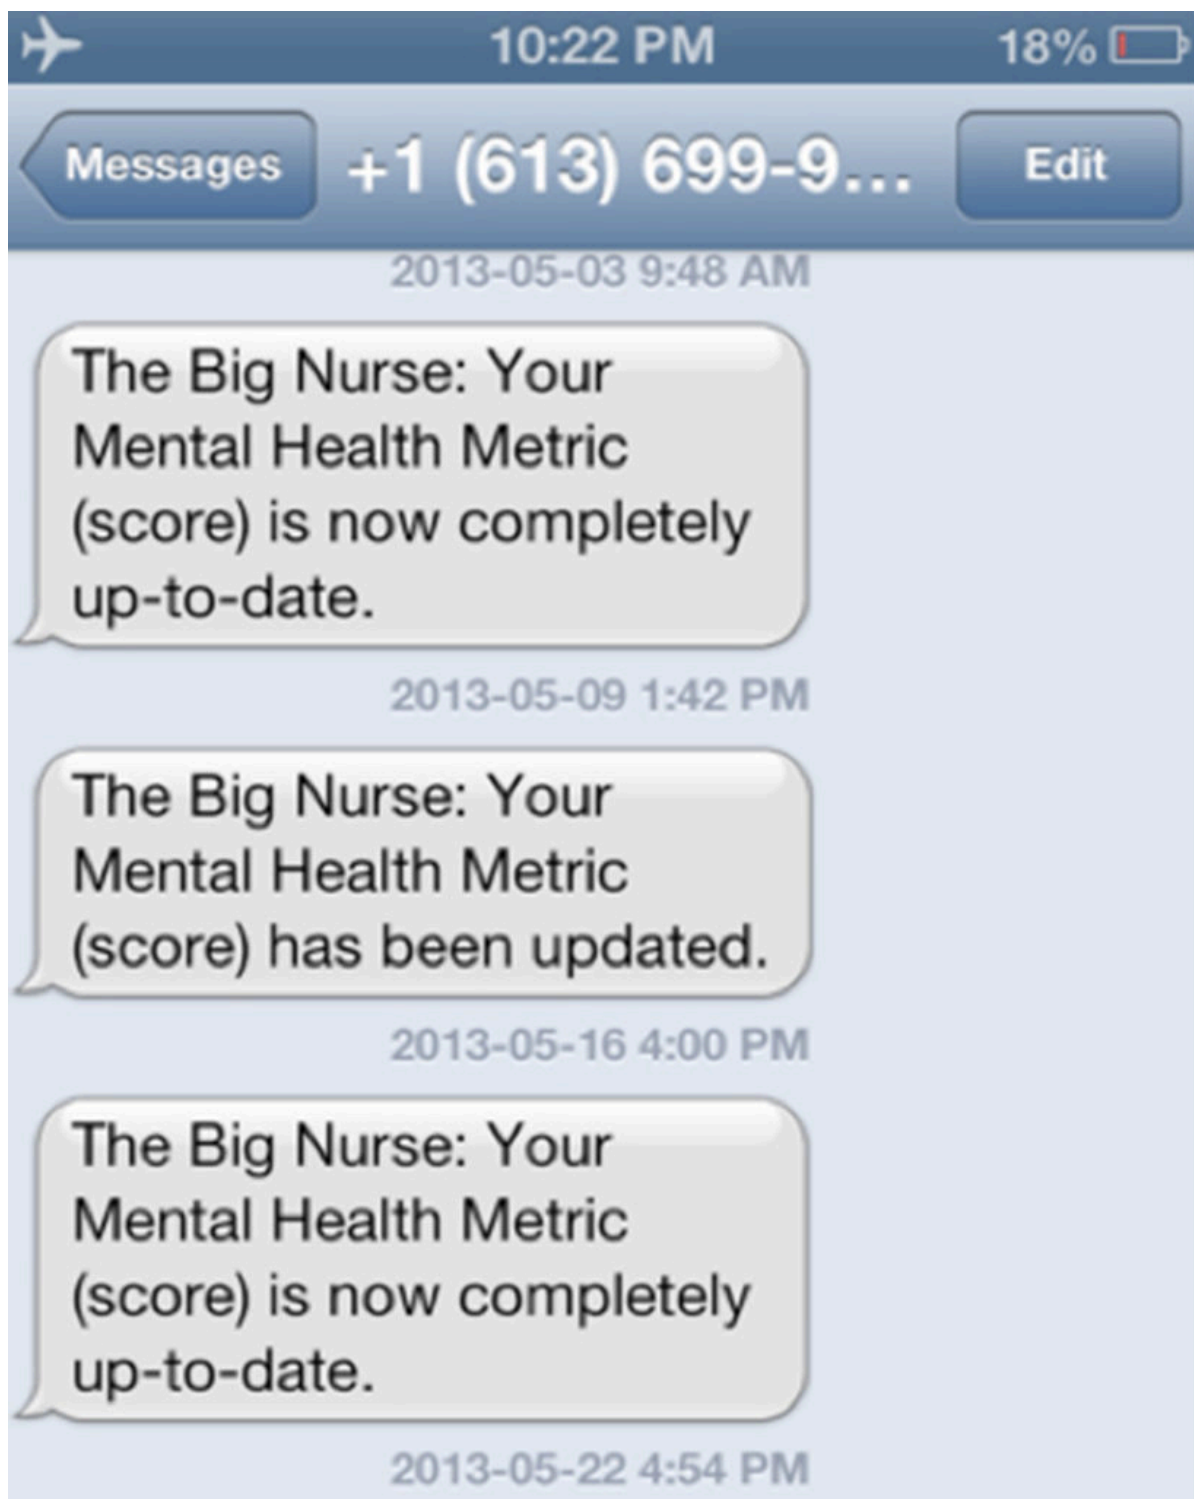 10:22 PM 18%
Messages +1 (613) 699-9... Edit
2013-05-03 9:48 AM
The Big Nurse: Your
Mental Health Metric
(score) is now completely
up-to-date.
2013-05-09 1:42 PM
The Big Nurse: Your
Mental Health Metric
(score) has been updated.
2013-05-16 4:00 PM
The Big Nurse: Your
Mental Health Metric
(score) is now completely
up-to-date.
2013-05-22 4:54 PM